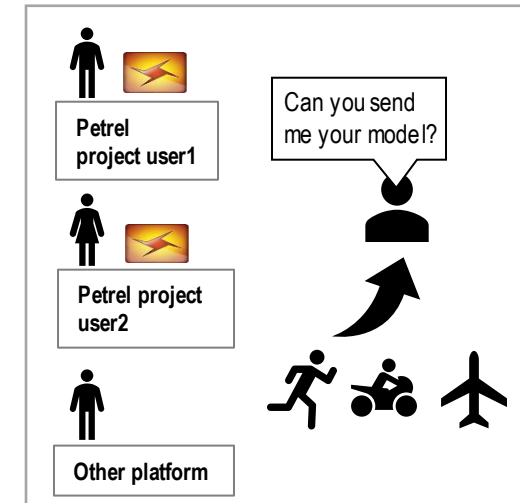 Petrel
project user1
Can you send
me your model?
Petrel project
user2
Other platform